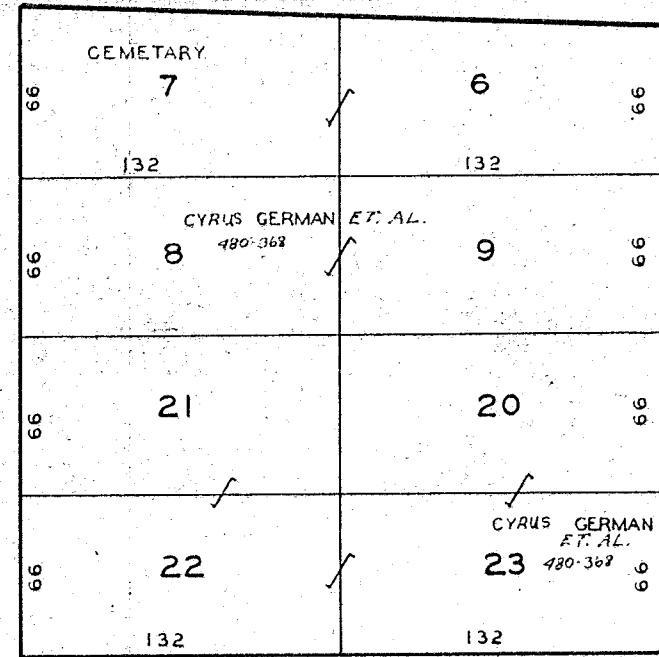 CEMETARY
66 7 6 66
132 132
CYRUS GERMAN ET. AL.
480-368
66 8 9 66
66 21 20 66
CYRUS GERMAN
ET. AL.
66 22 23 480-368 66
132 132